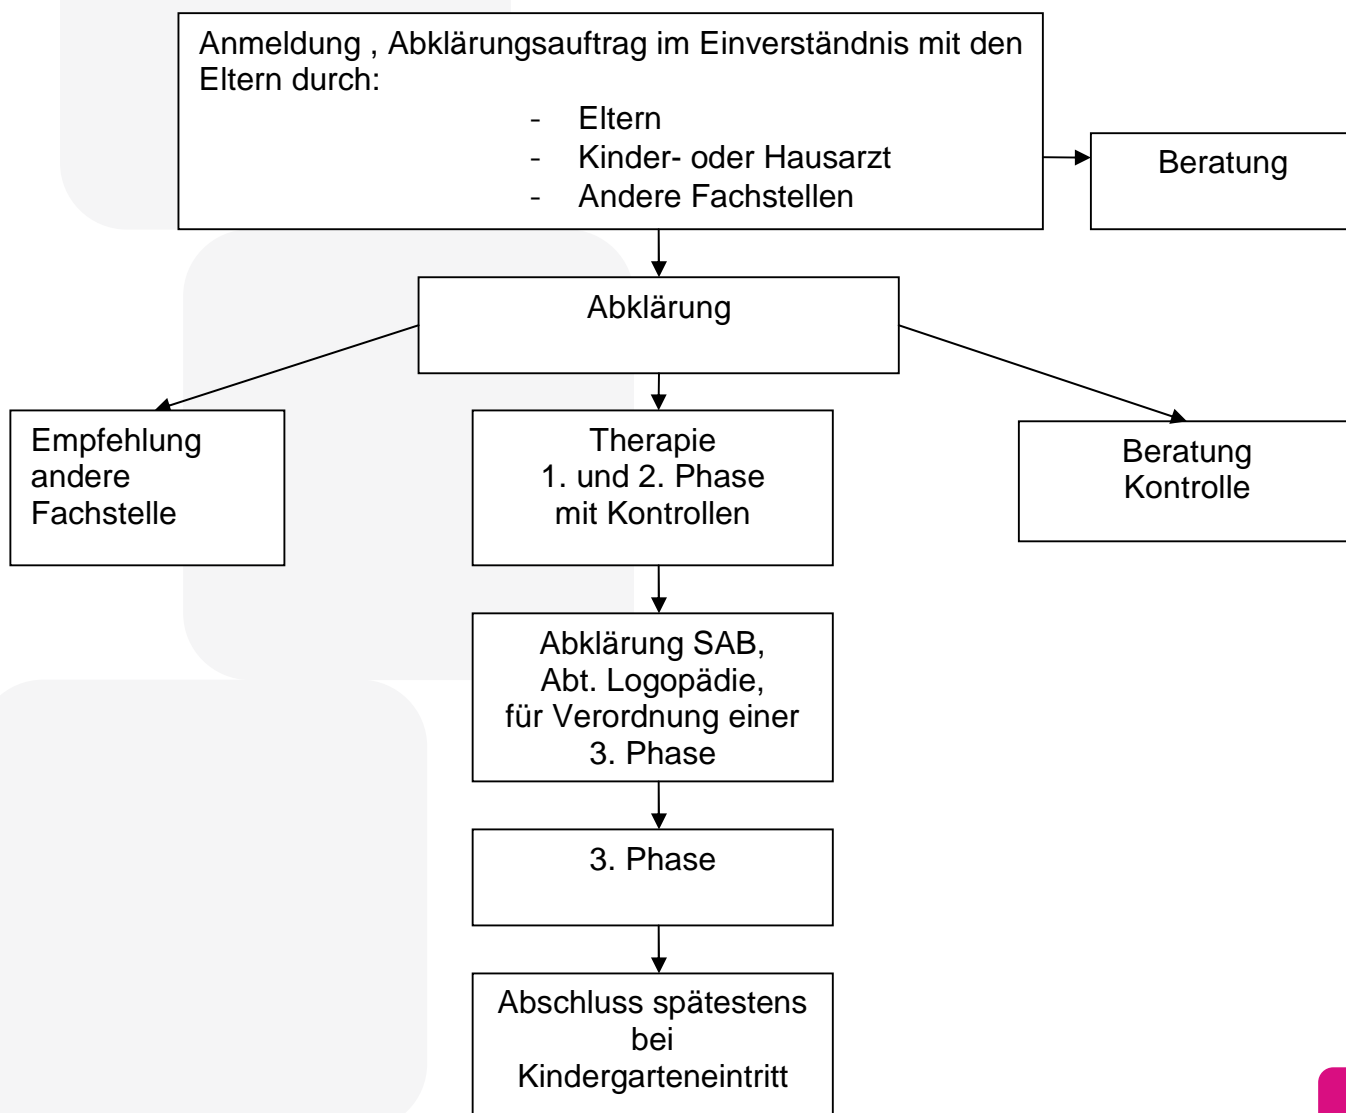 Anmeldung , Abklärungsauftrag im Einverständnis mit den
Eltern durch:
- Eltern
- Kinder- oder Hausarzt
- Andere Fachstellen
Beratung
Abklärung
Empfehlung
andere
Fachstelle
Therapie
1. und 2. Phase
mit Kontrollen
Beratung
Kontrolle
Abklärung SAB,
Abt. Logopädie,
für Verordnung einer
3. Phase
3. Phase
Abschluss spätestens
bei
Kindergarteneintritt